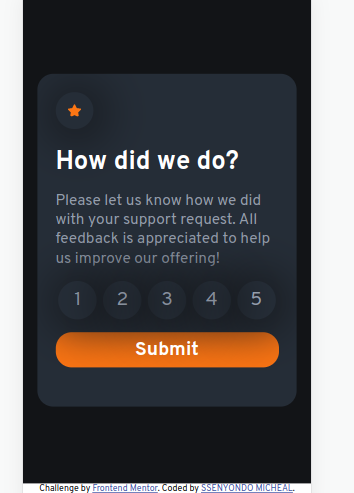 How did we do?
Please let us know how we did
with your support request. All
feedback is appreciated to help
us improve our offering!
1 2 3 4 5
Submit
Challenge by Frontend Mentor. Coded by SSENYONDO MICHEAL.